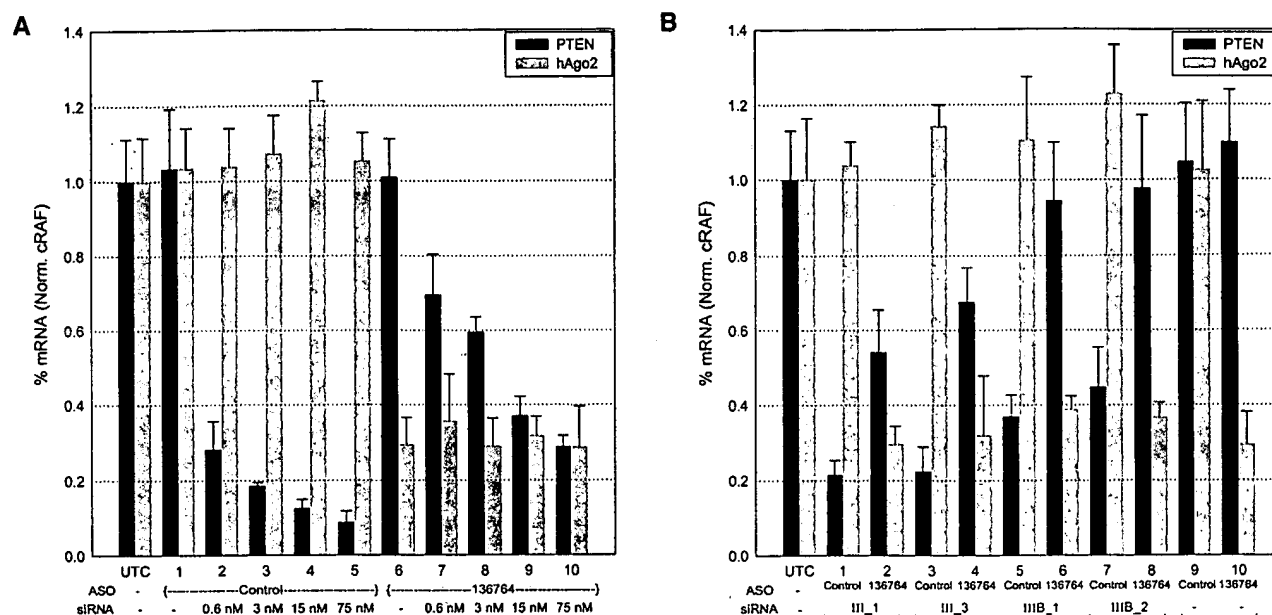 A
1.4
1.2
1.0
0.8
0.6
0.4
0.2
0.0
% mRNA (Norm. cRAF)
PTEN
hAgo2
UTC 1 2 3 4 5 6 7 8 9 10
ASO - (----Control----) (----136764----)
siRNA - - 0.6 nM 3 nM 15 nM 75 nM - 0.6 nM 3 nM 15 nM 75 nM
B
1.4
1.2
1.0
0.8
0.6
0.4
0.2
0.0
% mRNA (Norm. cRAF)
PTEN
hAgo2
UTC 1 2 3 4 5 6 7 8 9 10
ASO - Control 136764 Control 136764 Control 136764 Control 136764 Control 136764
siRNA - III_1 III_3 IIIB_1 IIIB_2 - -